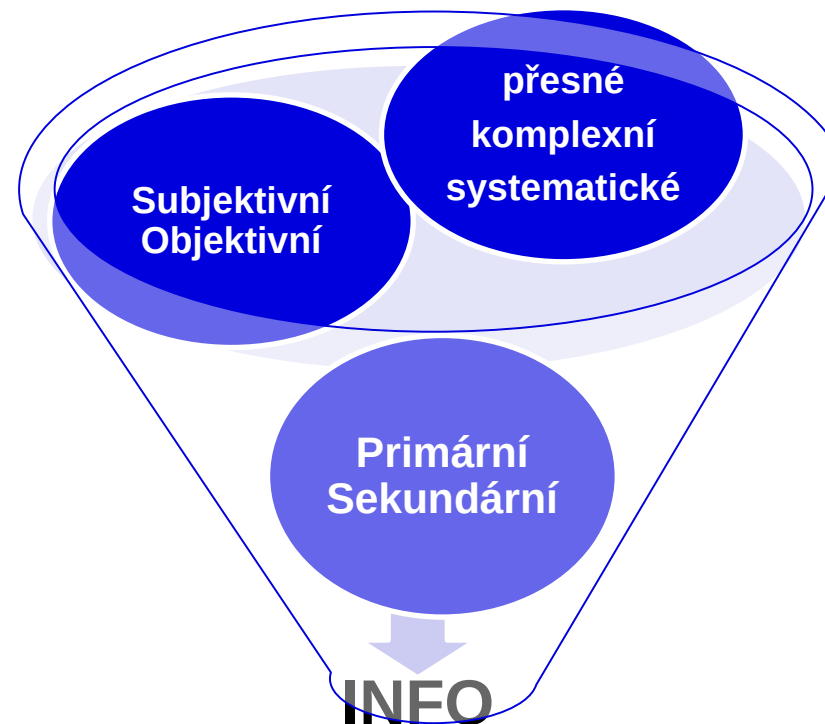 přesné
komplexní
systematické
Subjektivní
Objektivní
Primární
Sekundární
INFO